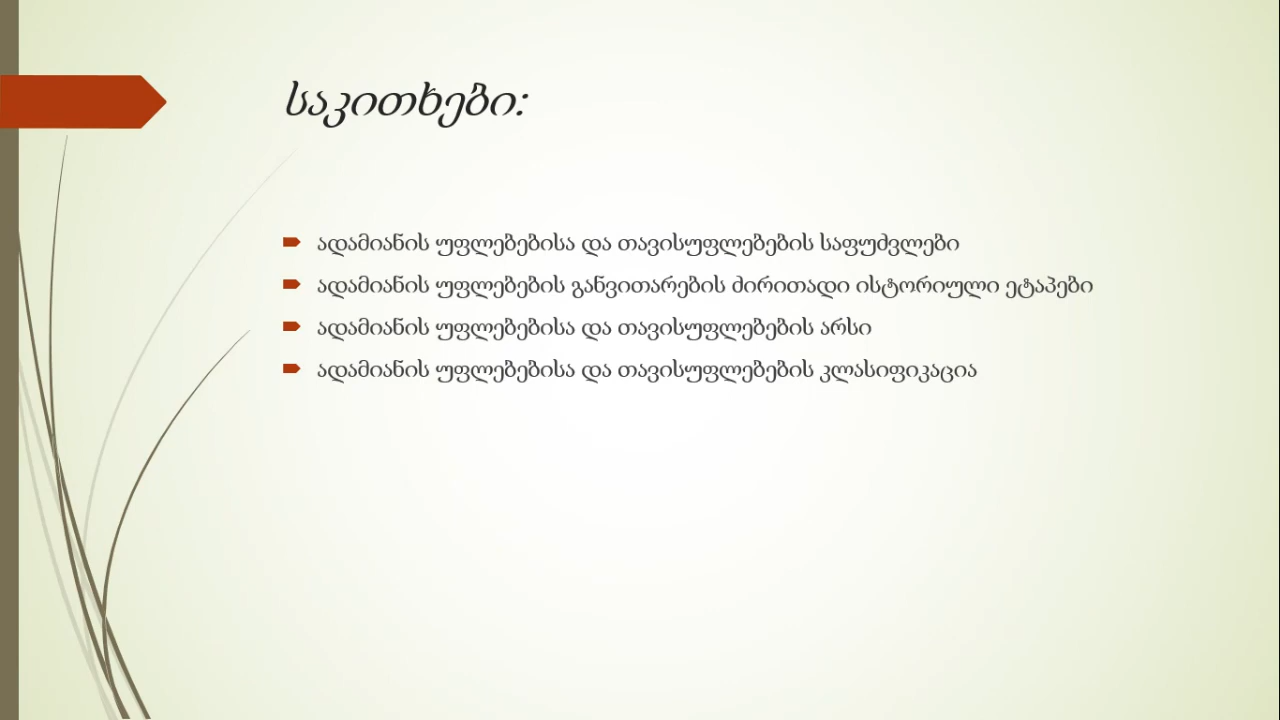 საკითხები:
ადამიანის უფლებებისა და თავისუფლებების საფუძვლები
ადამიანის უფლებების განვითარების ძირითადი ისტორიული ეტაპები
ადამიანის უფლებებისა და თავისუფლებების არსი
ადამიანის უფლებებისა და თავისუფლებების კლასიფიკაცია